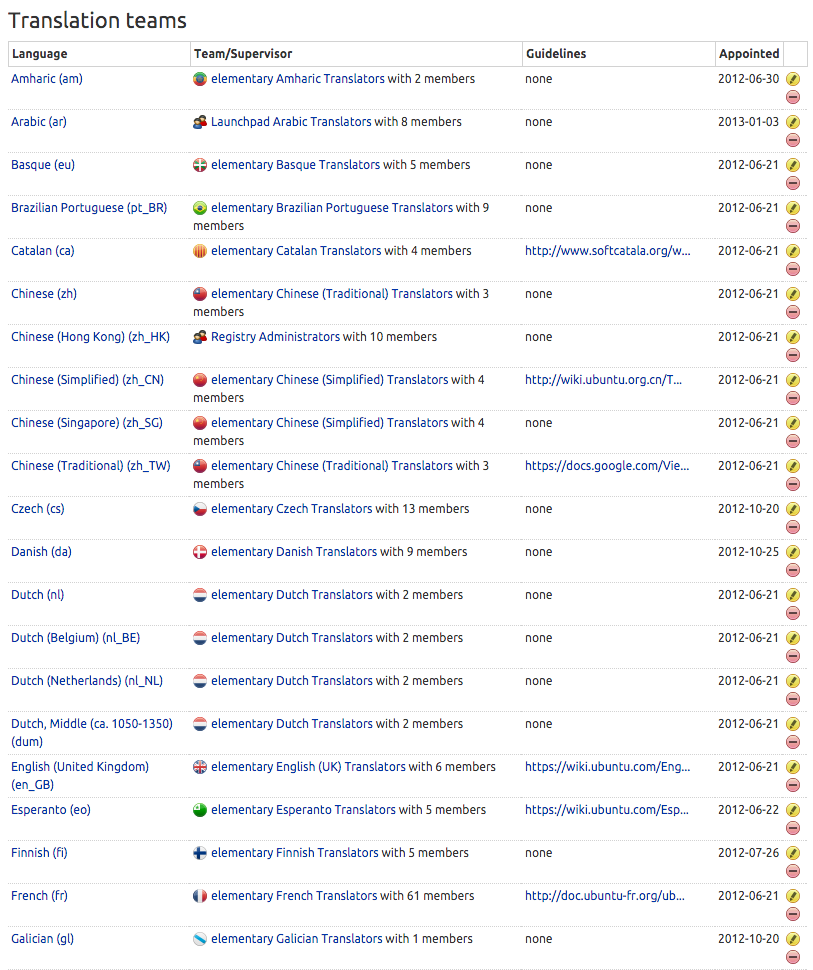 Translation teams
Language Team/Supervisor Guidelines Appointed
Amharic (am) elementary Amharic Translators with 2 members none 2012-06-30
Arabic (ar) Launchpad Arabic Translators with 8 members none 2013-01-03
Basque (eu) elementary Basque Translators with 5 members none 2012-06-21
Brazilian Portuguese (pt_BR) elementary Brazilian Portuguese Translators with 9 none 2012-06-21
members
Catalan (ca) elementary Catalan Translators with 4 members http://www.softcatala.org/w... 2012-06-21
Chinese (zh) elementary Chinese (Traditional) Translators with 3 none 2012-06-21
members
Chinese (Hong Kong) (zh_HK) Registry Administrators with 10 members none 2012-06-21
Chinese (Simplified) (zh_CN) elementary Chinese (Simplified) Translators with 4 http://wiki.ubuntu.org.cn/T... 2012-06-21
members
Chinese (Singapore) (zh_SG) elementary Chinese (Simplified) Translators with 4 none 2012-06-21
members
Chinese (Traditional) (zh_TW) elementary Chinese (Traditional) Translators with 3 https://docs.google.com/Vie... 2012-06-21
members
Czech (cs) elementary Czech Translators with 13 members none 2012-10-20
Danish (da) elementary Danish Translators with 9 members none 2012-10-25
Dutch (nl) elementary Dutch Translators with 2 members none 2012-06-21
Dutch (Belgium) (nl_BE) elementary Dutch Translators with 2 members none 2012-06-21
Dutch (Netherlands) (nl_NL) elementary Dutch Translators with 2 members none 2012-06-21
Dutch, Middle (ca. 1050-1350) elementary Dutch Translators with 2 members none 2012-06-21
(dum)
English (United Kingdom) elementary English (UK) Translators with 6 members https://wiki.ubuntu.com/Eng... 2012-06-21
(en_GB)
Esperanto (eo) elementary Esperanto Translators with 5 members https://wiki.ubuntu.com/Esp... 2012-06-22
Finnish (fi) elementary Finnish Translators with 5 members none 2012-07-26
French (fr) elementary French Translators with 61 members http://doc.ubuntu-fr.org/ub... 2012-06-21
Galician (gl) elementary Galician Translators with 1 members none 2012-10-20